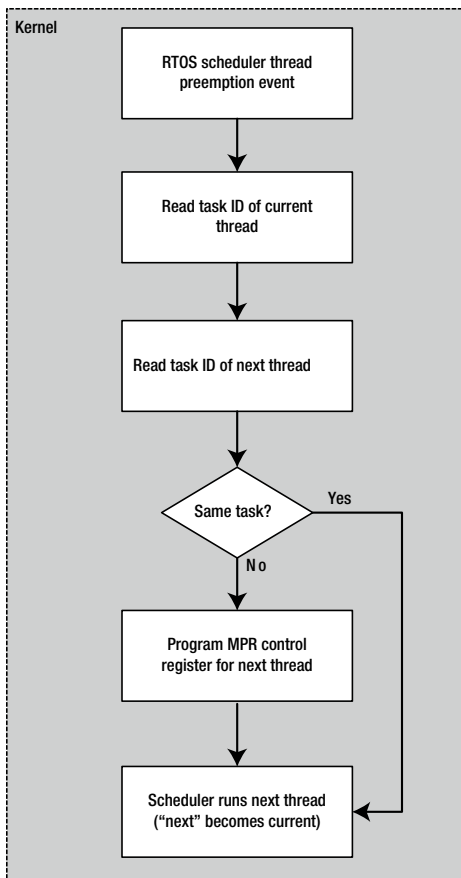 Kernel
RTOS scheduler thread
preemption event
Read task ID of current
thread
Read task ID of next thread
Same task?
Yes
No
Program MPR control
register for next thread
Scheduler runs next thread
(“next” becomes current)